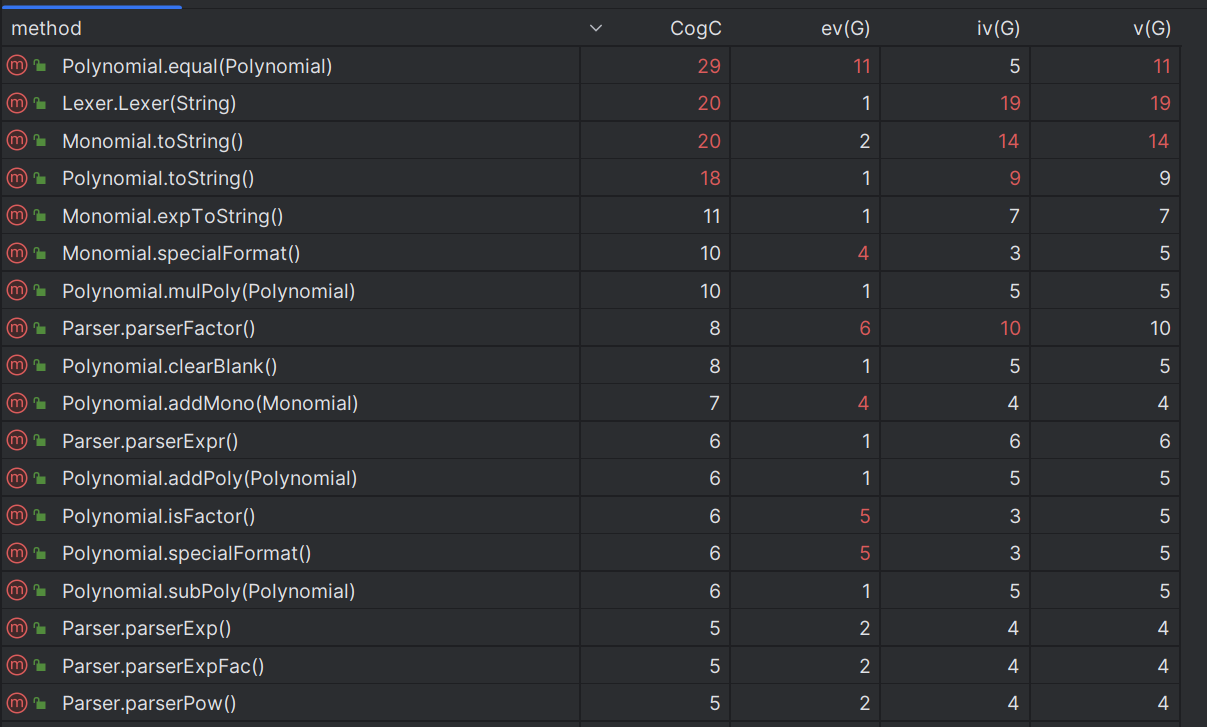 method CogC ev(G) iv(G) v(G)
m Polynomial.equal(Polynomial) 29 11 5 11
m Lexer.Lexer(String) 20 1 19 19
m Monomial.toString() 20 2 14 14
m Polynomial.toString() 18 1 9 9
m Monomial.expToString() 11 1 7 7
m Monomial.specialFormat() 10 4 3 5
m Polynomial.mulPoly(Polynomial) 10 1 5 5
m Parser.parserFactor() 8 6 10 10
m Polynomial.clearBlank() 8 1 5 5
m Polynomial.addMono(Monomial) 7 4 4 4
m Parser.parserExpr() 6 1 6 6
m Polynomial.addPoly(Polynomial) 6 1 5 5
m Polynomial.isFactor() 6 5 3 5
m Polynomial.specialFormat() 6 5 3 5
m Polynomial.subPoly(Polynomial) 6 1 5 5
m Parser.parserExp() 5 2 4 4
m Parser.parserExpFac() 5 2 4 4
m Parser.parserPow() 5 2 4 4